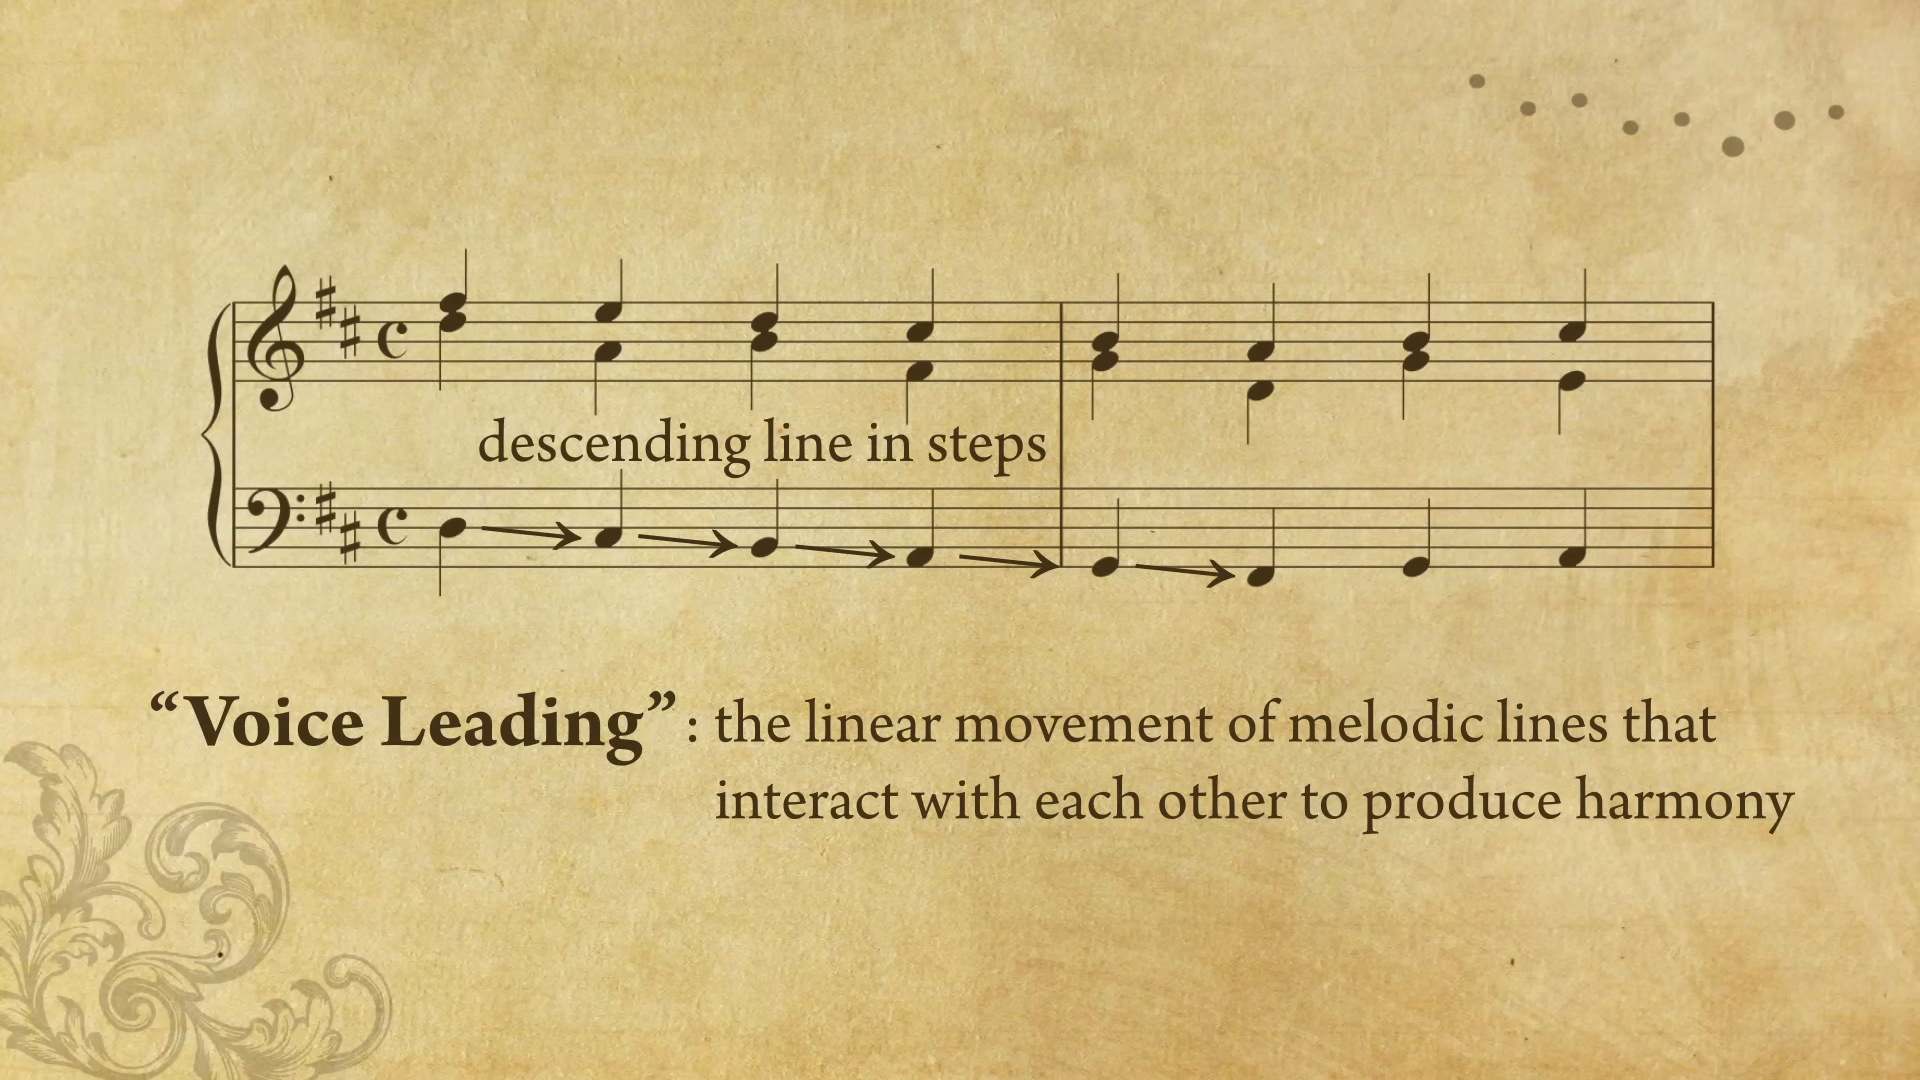 descending line in steps
“Voice Leading” : the linear movement of melodic lines that
interact with each other to produce harmony